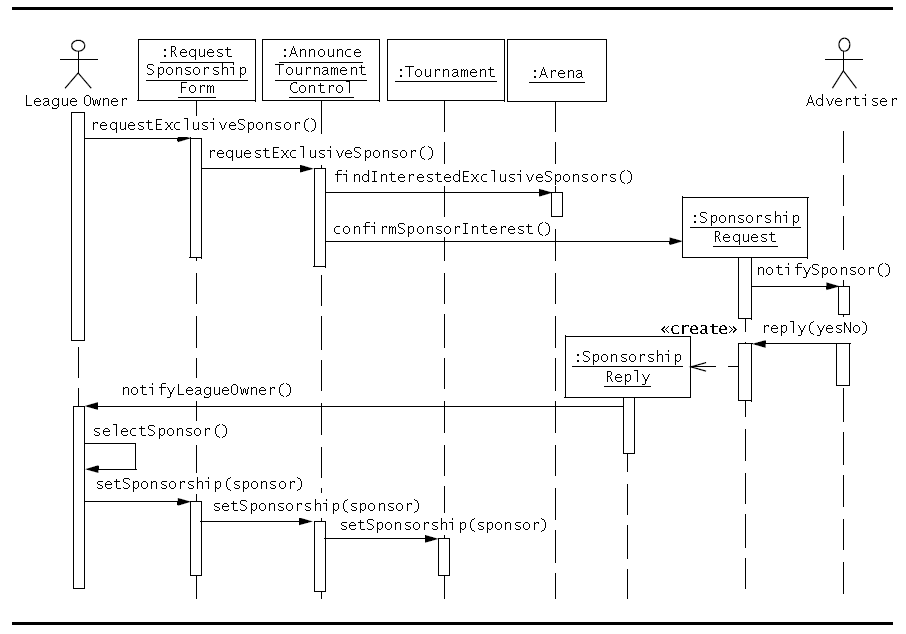 :Request
Sponsorship
Form
:Announce
Tournament
Control
:Tournament
:Arena
League Owner
Advertiser
requestExclusiveSponsor()
requestExclusiveSponsor()
findInterestedExclusiveSponsors()
confirmSponsorInterest()
:Sponsorship
Request
notifySponsor()
«create»
reply(yesNo)
:Sponsorship
Reply
notifyLeagueOwner()
selectSponsor()
setSponsorship(sponsor)
setSponsorship(sponsor)
setSponsorship(sponsor)